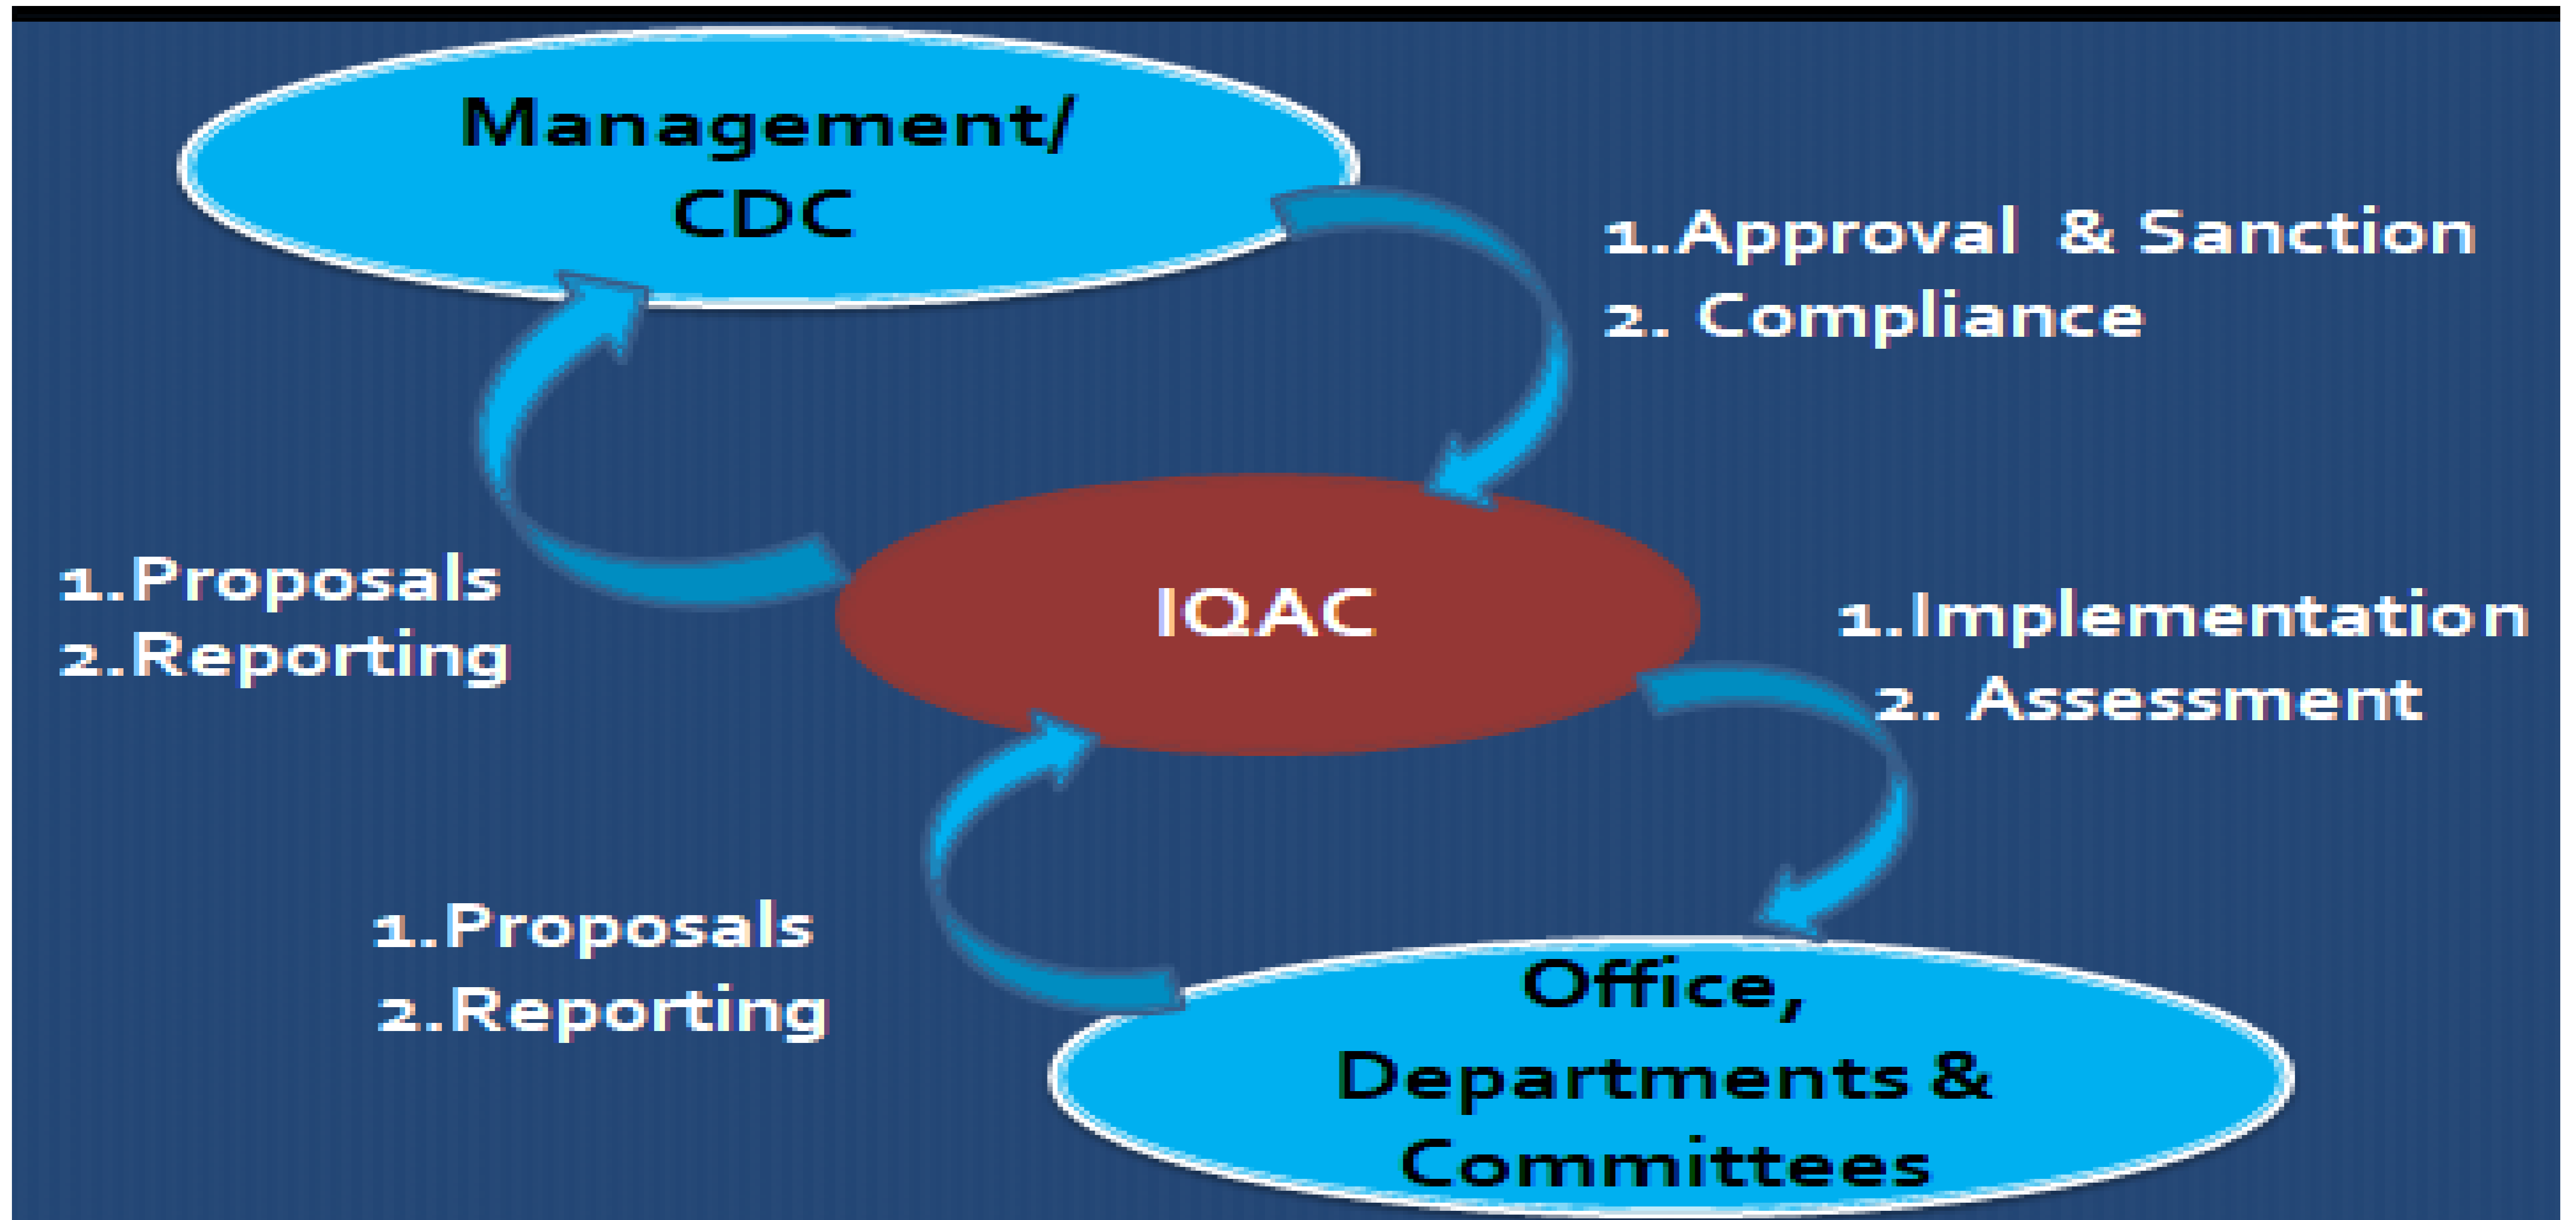 Management/
CDC
1.Approval & Sanction
2. Compliance
1.Proposals
2.Reporting
IQAC
1.Implementation
2. Assessment
1.Proposals
2.Reporting
Office,
Departments &
Committees